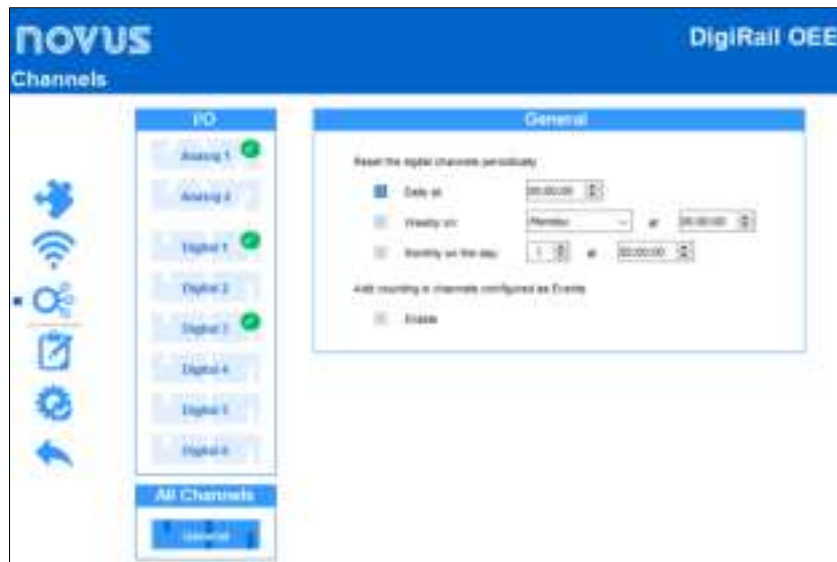 novus
DigiRail OEE
Channels
I/O
General
Analog 1
Analog 2
Digital 1
Digital 2
Digital 3
Digital 4
Digital 5
Digital 6
Reset the digital channels periodically
Daily at: 00:00:00
Weekly on: Monday at 00:00:00
Monthly on the day: 1 at 00:00:00
Add counting in channels configured as Events
Enable
All Channels
General